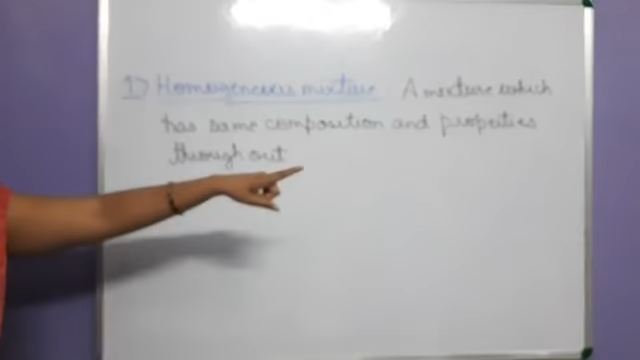 1) Homogeneous mixture A mixture which
has same composition and properties
through out